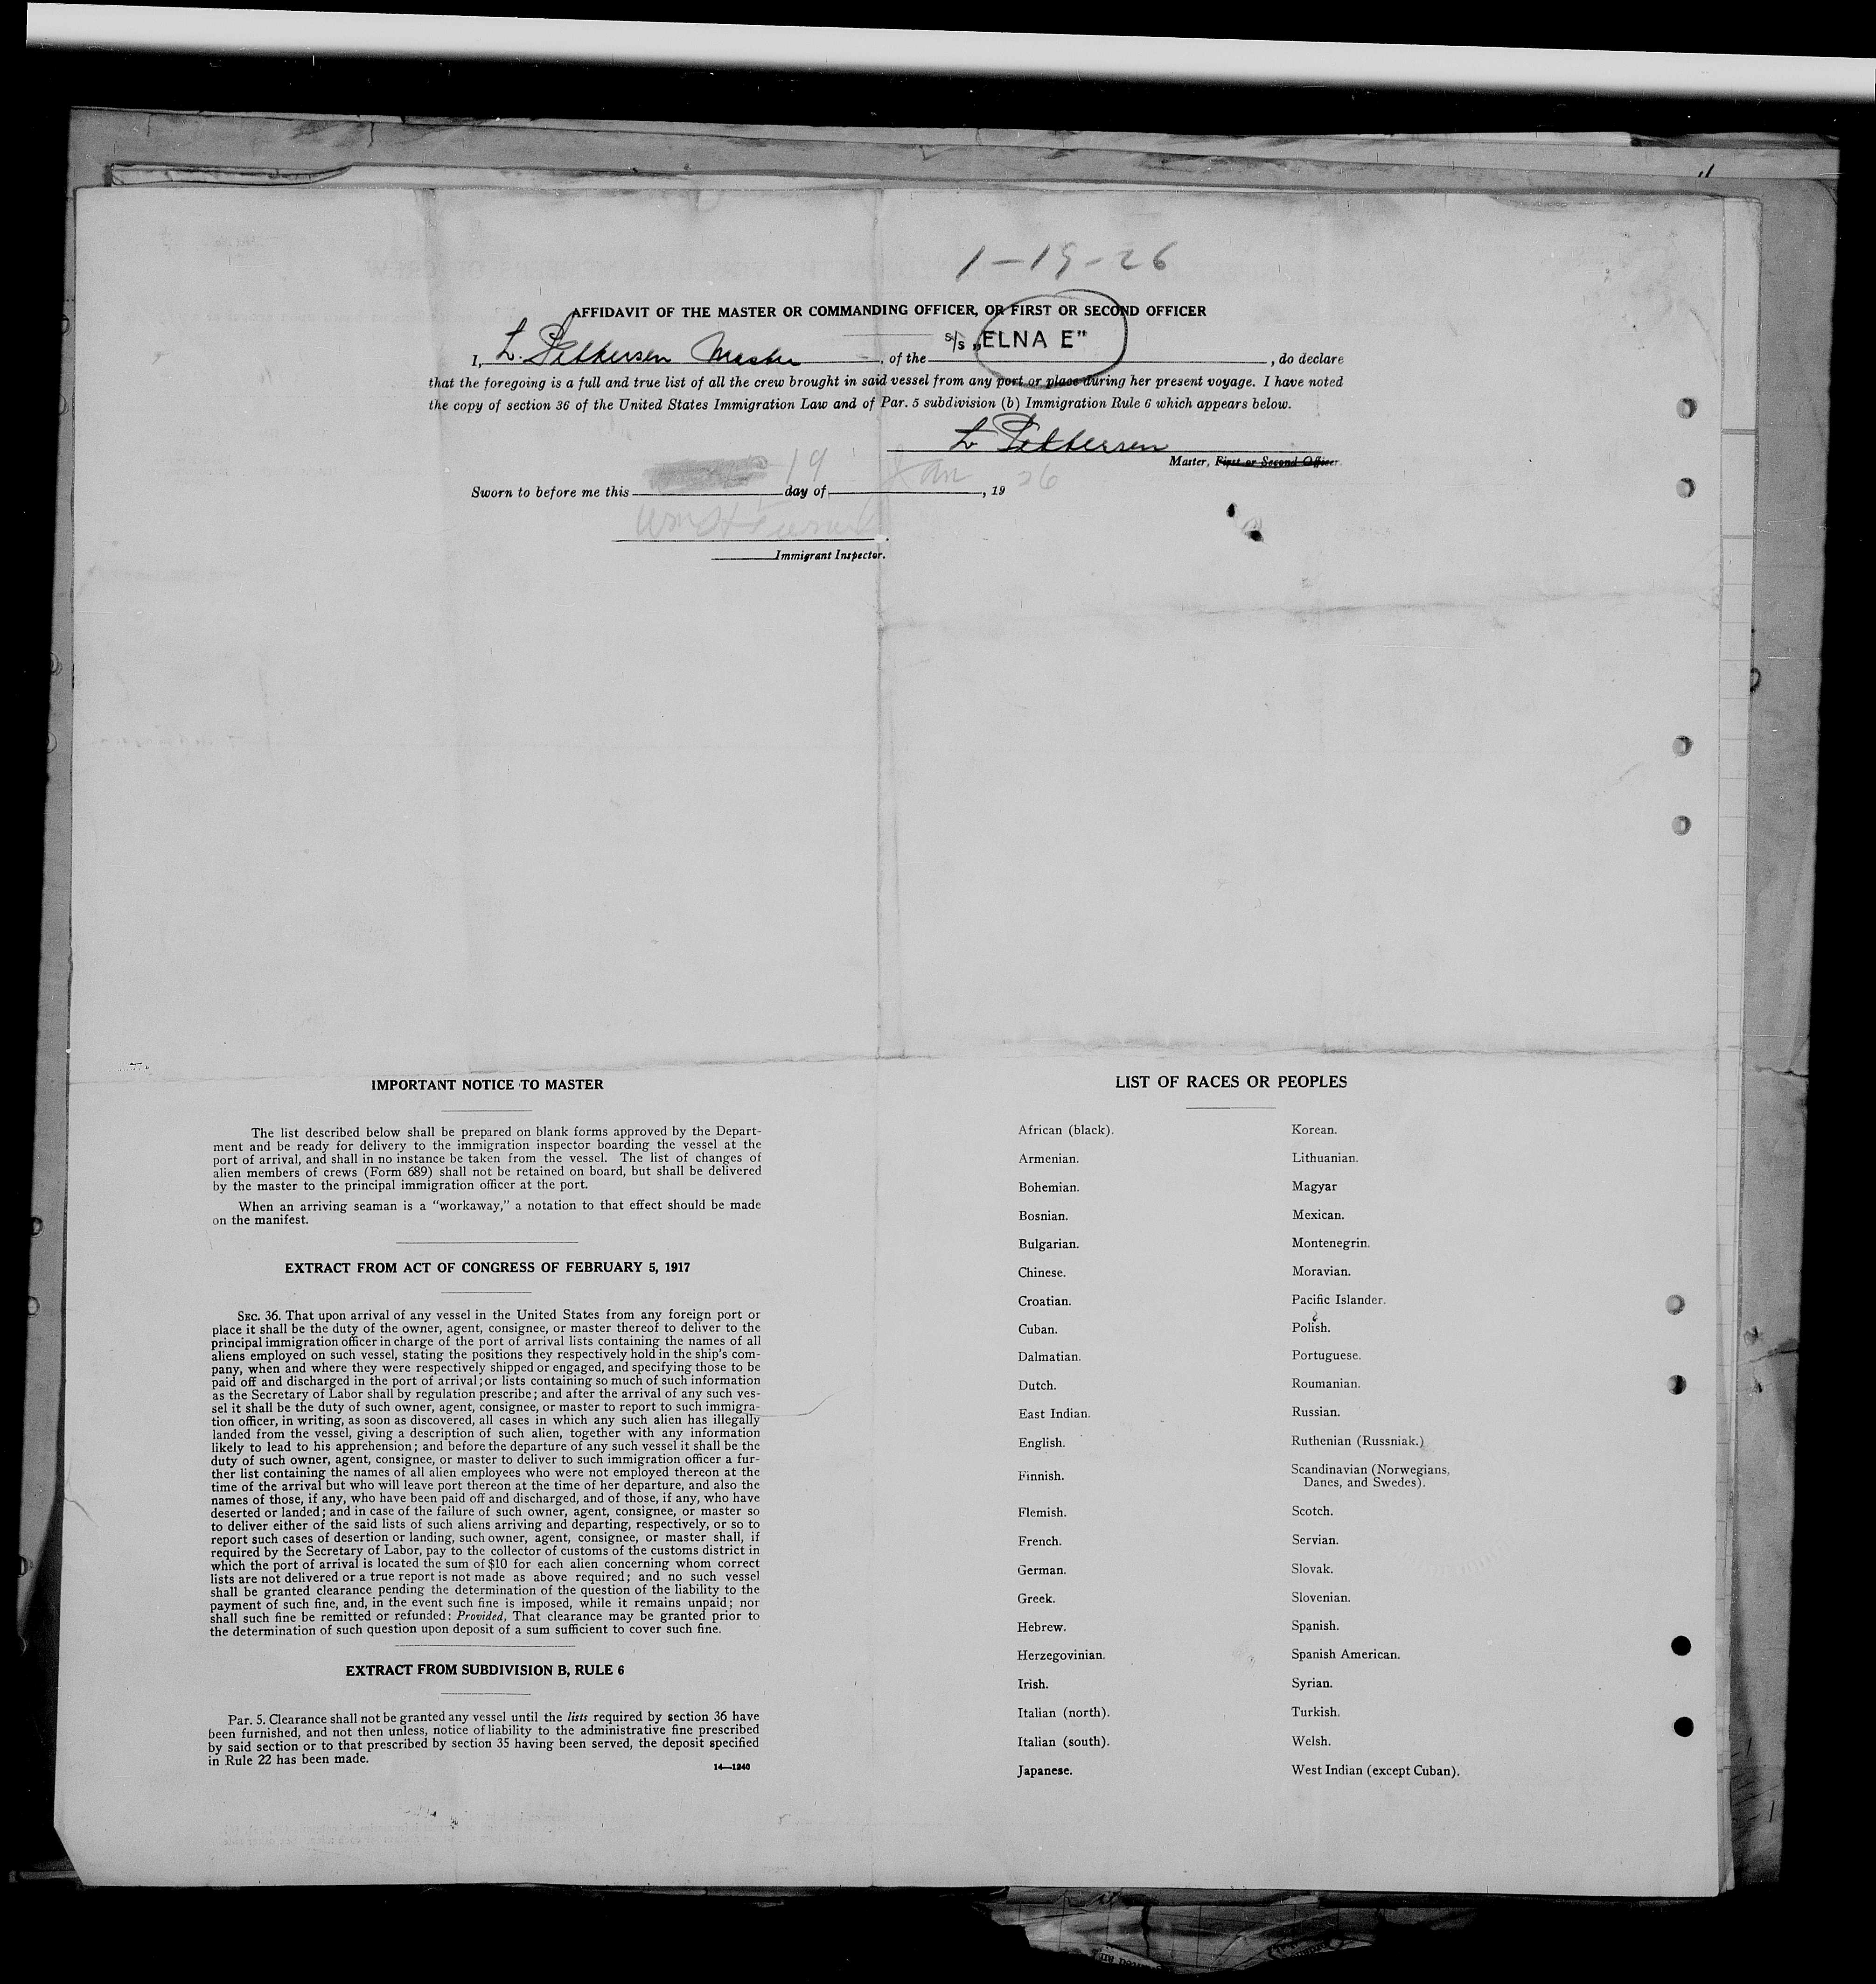 1-19-26
AFFIDAVIT OF THE MASTER OR COMMANDING OFFICER, OR FIRST OR SECOND OFFICER
I, L. Pettersen Master, of the S/S „ELNA E", do declare
that the foregoing is a full and true list of all the crew brought in said vessel from any port or place during her present voyage. I have noted
the copy of section 36 of the United States Immigration Law and of Par. 5 subdivision (b) Immigration Rule 6 which appears below.
L Pettersen
Master, First or Second Officer.
Sworn to before me this 19 day of Jan, 19 26
Immigrant Inspector.
IMPORTANT NOTICE TO MASTER
The list described below shall be prepared on blank forms approved by the Depart-
ment and be ready for delivery to the immigration inspector boarding the vessel at the
port of arrival, and shall in no instance be taken from the vessel. The list of changes of
alien members of crews (Form 689) shall not be retained on board, but shall be delivered
by the master to the principal immigration officer at the port.
When an arriving seaman is a “workaway,” a notation to that effect should be made
on the manifest.
EXTRACT FROM ACT OF CONGRESS OF FEBRUARY 5, 1917
SEC. 36. That upon arrival of any vessel in the United States from any foreign port or
place it shall be the duty of the owner, agent, consignee, or master thereof to deliver to the
principal immigration officer in charge of the port of arrival lists containing the names of all
aliens employed on such vessel, stating the positions they respectively hold in the ship's com-
pany, when and where they were respectively shipped or engaged, and specifying those to be
paid off and discharged in the port of arrival; or lists containing so much of such information
as the Secretary of Labor shall by regulation prescribe; and after the arrival of any such ves-
sel it shall be the duty of such owner, agent, consignee, or master to report to such immigra-
tion officer, in writing, as soon as discovered, all cases in which any such alien has illegally
landed from the vessel, giving a description of such alien, together with any information
likely to lead to his apprehension; and before the departure of any such vessel it shall be the
duty of such owner, agent, consignee, or master to deliver to such immigration officer a fur-
ther list containing the names of all alien employees who were not employed thereon at the
time of the arrival but who will leave port thereon at the time of her departure, and also the
names of those, if any, who have been paid off and discharged, and of those, if any, who have
deserted or landed; and in case of the failure of such owner, agent, consignee, or master so
to deliver either of the said lists of such aliens arriving and departing, respectively, or so to
report such cases of desertion or landing, such owner, agent, consignee, or master shall, if
required by the Secretary of Labor, pay to the collector of customs of the customs district in
which the port of arrival is located the sum of $10 for each alien concerning whom correct
lists are not delivered or a true report is not made as above required; and no such vessel
shall be granted clearance pending the determination of the question of the liability to the
payment of such fine, and, in the event such fine is imposed, while it remains unpaid; nor
shall such fine be remitted or refunded: Provided, That clearance may be granted prior to
the determination of such question upon deposit of a sum sufficient to cover such fine.
EXTRACT FROM SUBDIVISION B, RULE 6
Par. 5. Clearance shall not be granted any vessel until the lists required by section 36 have
been furnished, and not then unless, notice of liability to the administrative fine prescribed
by said section or to that prescribed by section 35 having been served, the deposit specified
in Rule 22 has been made.
14—1240
LIST OF RACES OR PEOPLES
African (black).
Armenian.
Bohemian.
Bosnian.
Bulgarian.
Chinese.
Croatian.
Cuban.
Dalmatian.
Dutch.
East Indian.
English.
Finnish.
Flemish.
French.
German.
Greek.
Hebrew.
Herzegovinian.
Irish.
Italian (north).
Italian (south).
Japanese.
Korean.
Lithuanian.
Magyar
Mexican.
Montenegrin.
Moravian.
Pacific Islander.
Polish.
Portuguese.
Roumanian.
Russian.
Ruthenian (Russniak.)
Scandinavian (Norwegians,
Danes, and Swedes).
Scotch.
Servian.
Slovak.
Slovenian.
Spanish.
Spanish American.
Syrian.
Turkish.
Welsh.
West Indian (except Cuban).